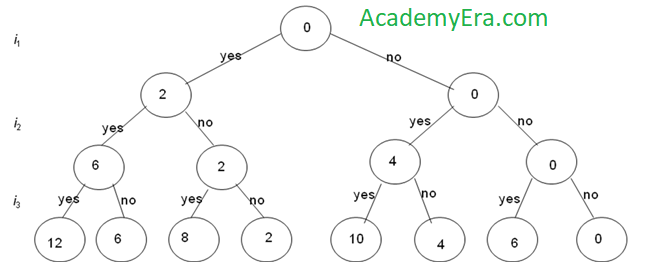 AcademyEra.com
0
i1
yes no
2 0
i2
yes no yes no
6 2 4 0
i3
yes no yes no yes no yes no
12 6 8 2 10 4 6 0